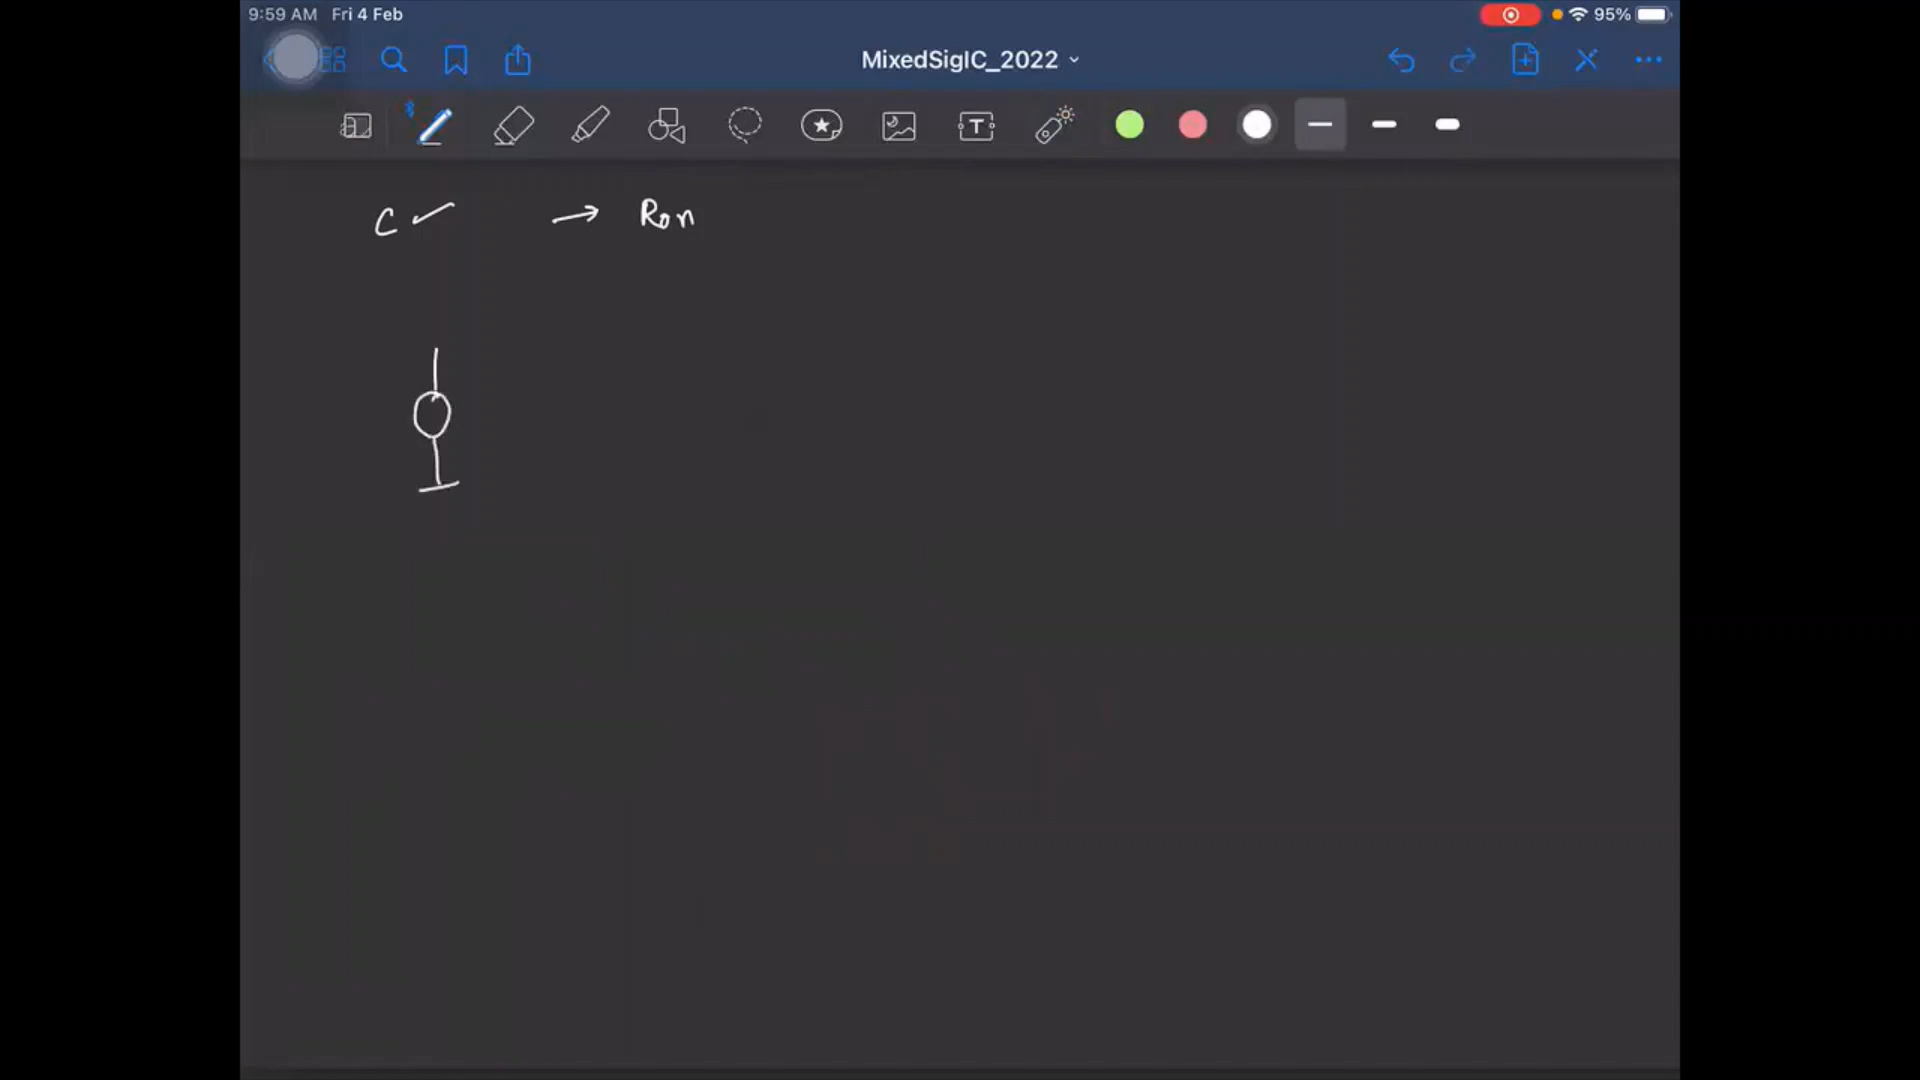 9:59 AM Fri 4 Feb
95%
MixedSigIC_2022
T
C ✓ → Ron